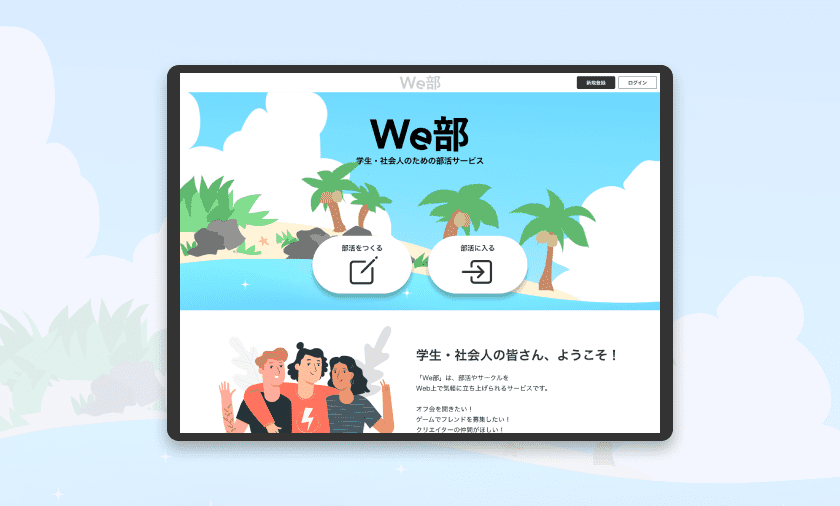 We部
新規登録
ログイン
We部
学生・社会人のための部活サービス
部活をつくる
部活に入る
学生・社会人の皆さん、ようこそ！
「We部」は、部活やサークルを
Web上で気軽に立ち上げられるサービスです。
オフ会を開きたい！
ゲームでフレンドを募集したい！
クリエイターの仲間がほしい！